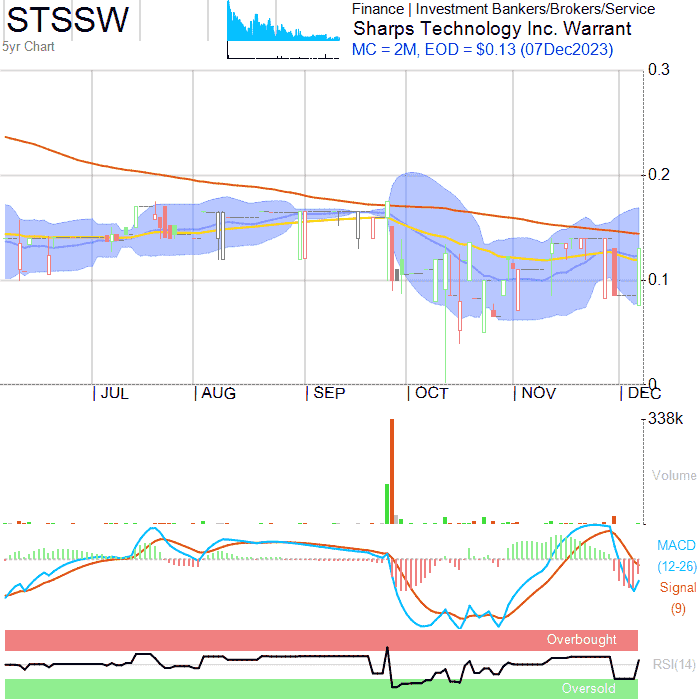 STSSW
5yr Chart
Finance | Investment Bankers/Brokers/Service
Sharps Technology Inc. Warrant
MC = 2M, EOD = $0.13 (07Dec2023)
0.3
0.2
0.1
0
JUL AUG SEP OCT NOV DEC
338k
Volume
MACD
(12-26)
Signal
(9)
Overbought
RSI(14)
Oversold